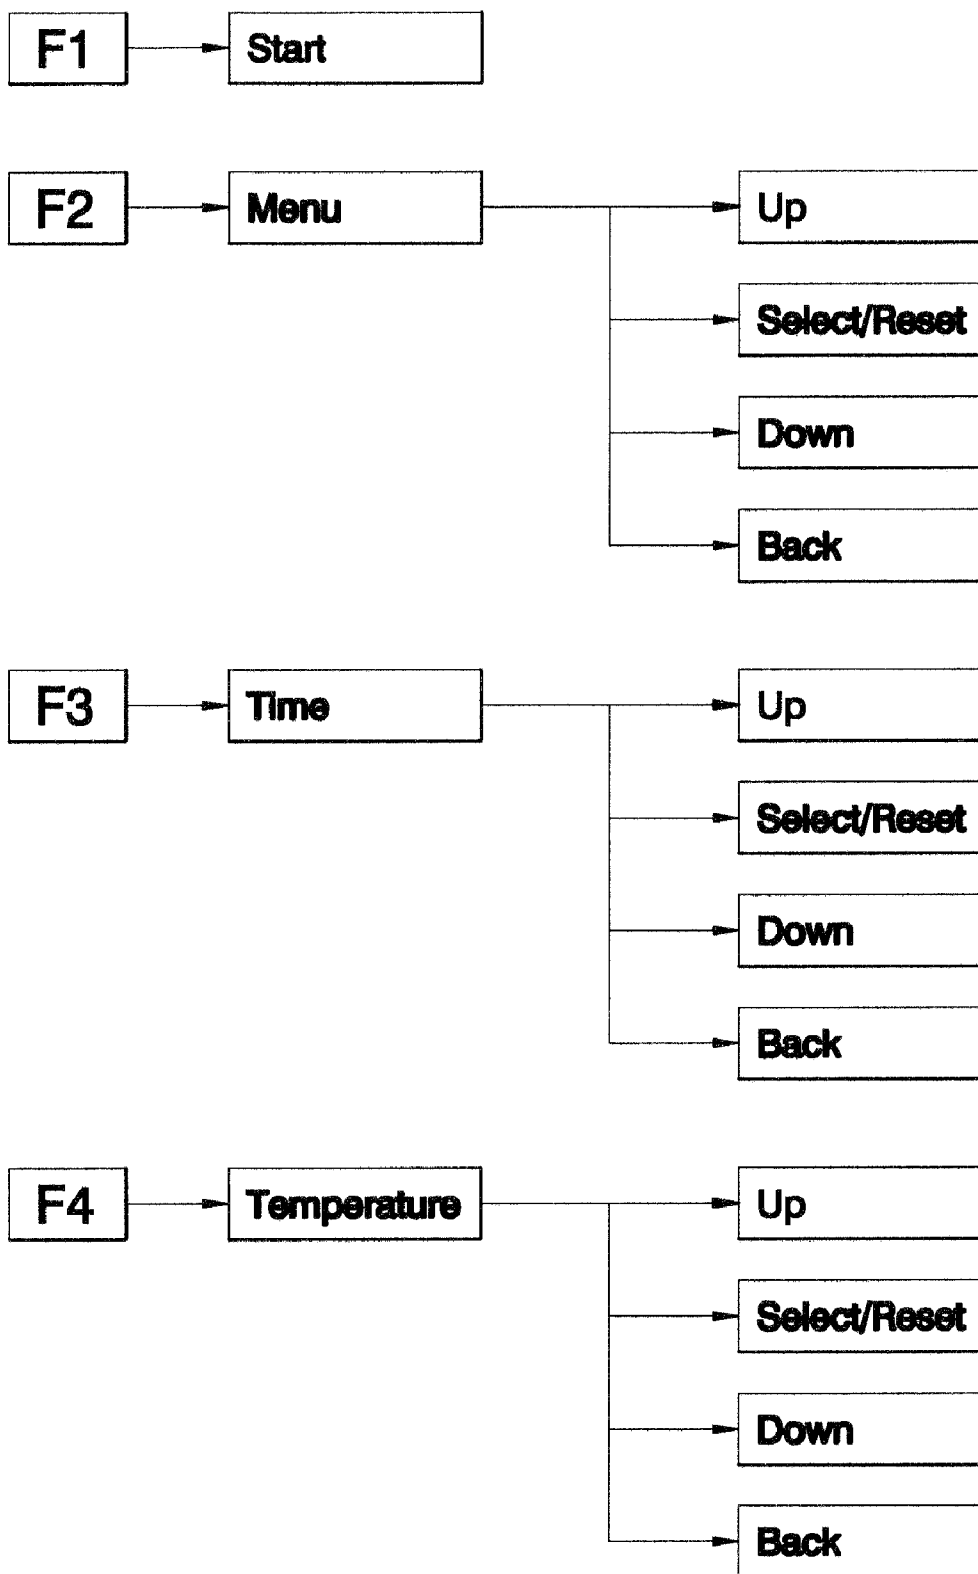 F1 Start
F2 Menu Up
Select/Reset
Down
Back
F3 Time Up
Select/Reset
Down
Back
F4 Temperature Up
Select/Reset
Down
Back